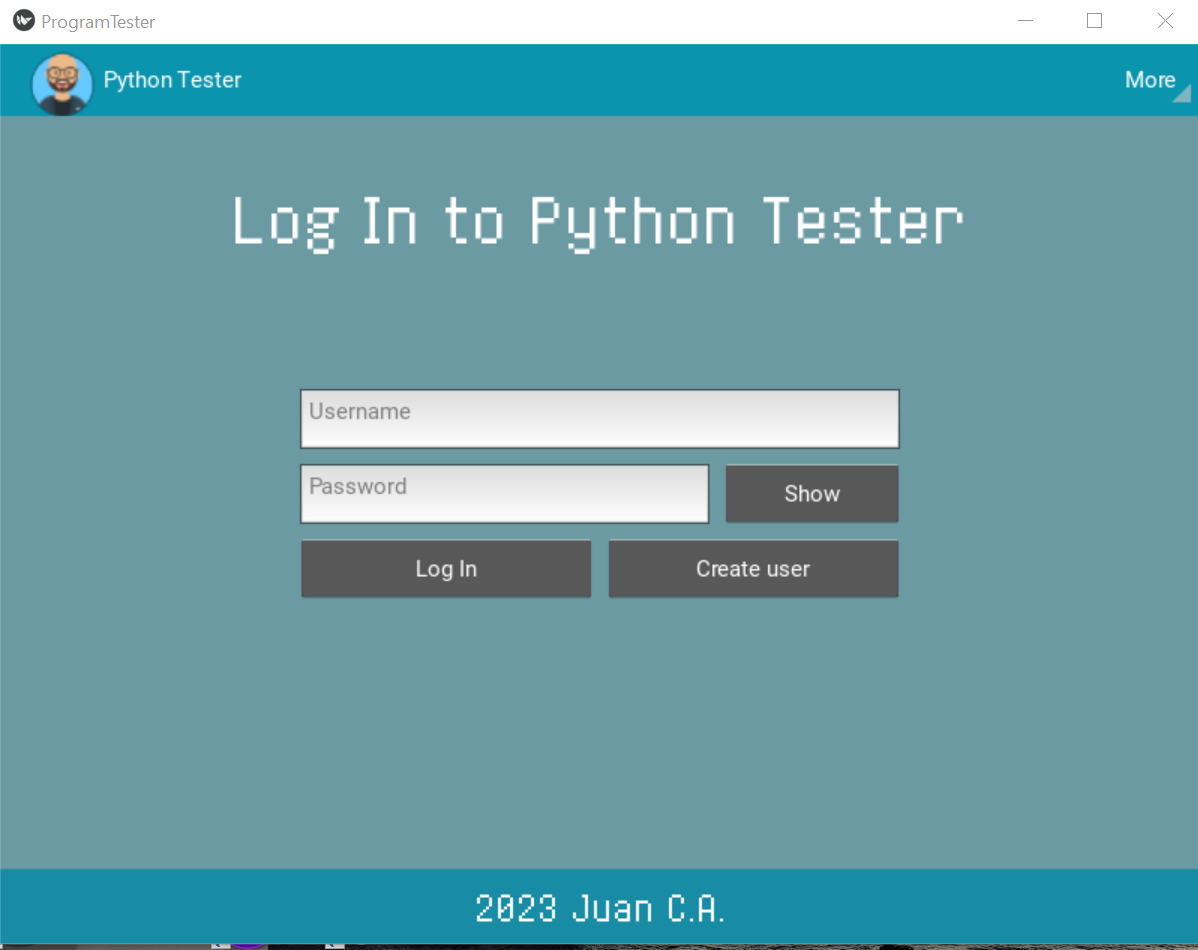 ProgramTester
Python Tester
More
Log In to Python Tester
Username
Password
Show
Log In
Create user
2023 Juan C.A.